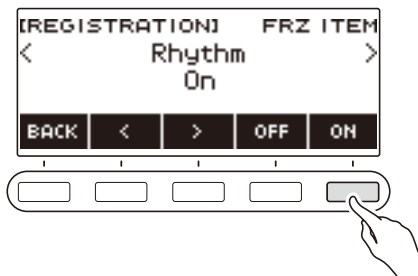 [REGISTRATION] FRZ ITEM
< Rhythm >
On
BACK < > OFF ON